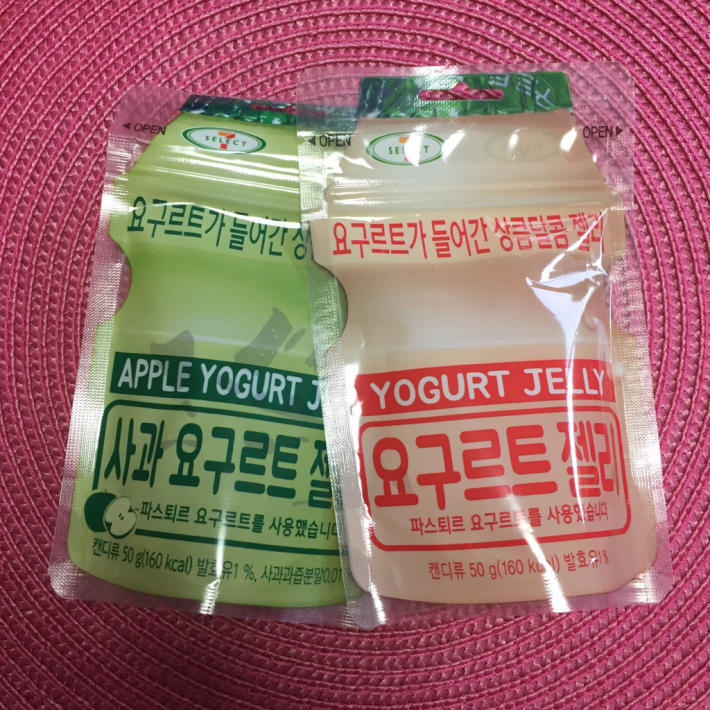 OPEN
7
SELECT
요구르트가 들어간 상
APPLE YOGURT J
사과 요구르트 젤
파스퇴르 요구르트를 사용했습니다
캔디류 50 g(160 kcal) 발효유1 %, 사과과즙분말0.01
OPEN
OPEN
7
SELECT
요구르트가 들어간 상큼달콤 젤리
YOGURT JELLY
요구르트 젤리
파스퇴르 요구르트를 사용했습니다
캔디류 50 g(160 kcal) 발효유1 %